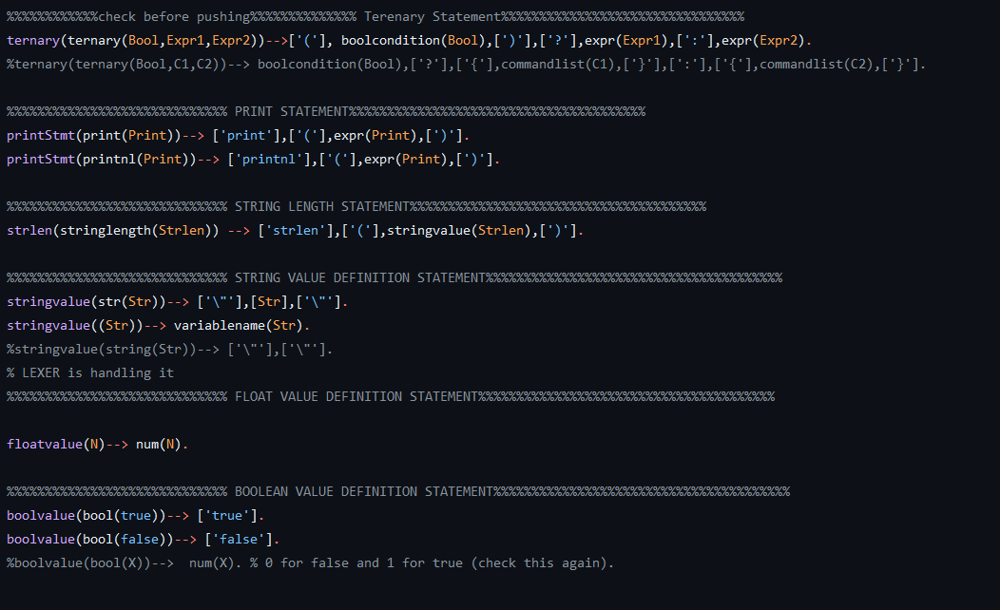 %%%%%%%%%%%%check before pushing%%%%%%%%%%%%%% Terenary Statement%%%%%%%%%%%%%%%%%%%%%%%%%%%%%%%%
ternary(ternary(Bool,Expr1,Expr2))-->['('], boolcondition(Bool),[')'],['?'],expr(Expr1),[':'],expr(Expr2).
%ternary(ternary(Bool,C1,C2))--> boolcondition(Bool),['?'],['{'],commandlist(C1),['}'],[':'],['{'],commandlist(C2),['}'].
%%%%%%%%%%%%%%%%%%%%%%%%%%%%% PRINT STATEMENT%%%%%%%%%%%%%%%%%%%%%%%%%%%%%%%%%%%%%%%
printStmt(print(Print))--> ['print'],['('],expr(Print),[')'].
printStmt(printnl(Print))--> ['printnl'],['('],expr(Print),[')'].
%%%%%%%%%%%%%%%%%%%%%%%%%%%%% STRING LENGTH STATEMENT%%%%%%%%%%%%%%%%%%%%%%%%%%%%%%%%%%%%%%%
strlen(stringlength(Strlen)) --> ['strlen'],['('],stringvalue(Strlen),[')'].
%%%%%%%%%%%%%%%%%%%%%%%%%%%%% STRING VALUE DEFINITION STATEMENT%%%%%%%%%%%%%%%%%%%%%%%%%%%%%%%%%%%%%%%
stringvalue(str(Str))--> ['\"'],[Str],['\"'].
stringvalue((Str))--> variablename(Str).
%stringvalue(string(Str))--> ['\"'],['\"'].
% LEXER is handling it
%%%%%%%%%%%%%%%%%%%%%%%%%%%%% FLOAT VALUE DEFINITION STATEMENT%%%%%%%%%%%%%%%%%%%%%%%%%%%%%%%%%%%%%%%
floatvalue(N)--> num(N).
%%%%%%%%%%%%%%%%%%%%%%%%%%%%% BOOLEAN VALUE DEFINITION STATEMENT%%%%%%%%%%%%%%%%%%%%%%%%%%%%%%%%%%%%%%%
boolvalue(bool(true))--> ['true'].
boolvalue(bool(false))--> ['false'].
%boolvalue(bool(X))-->  num(X). % 0 for false and 1 for true (check this again).